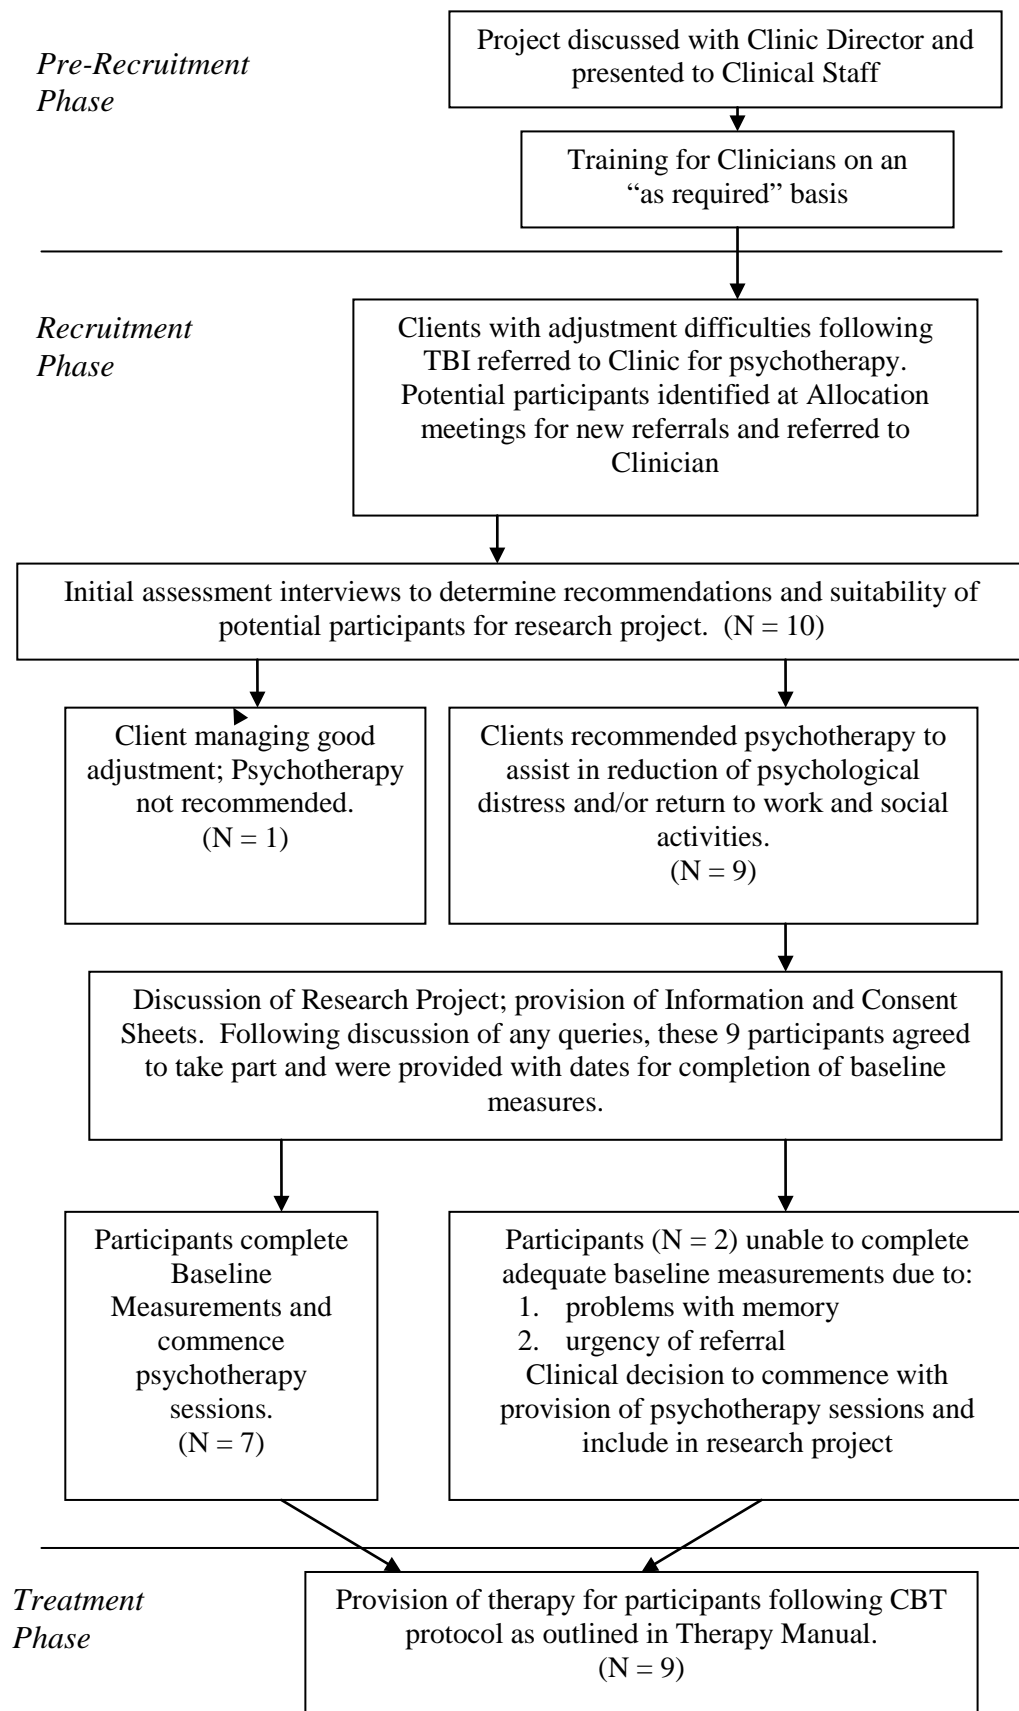 Pre-Recruitment
Phase
Project discussed with Clinic Director and
presented to Clinical Staff
Training for Clinicians on an
“as required” basis
Recruitment
Phase
Clients with adjustment difficulties following
TBI referred to Clinic for psychotherapy.
Potential participants identified at Allocation
meetings for new referrals and referred to
Clinician
Initial assessment interviews to determine recommendations and suitability of
potential participants for research project.  (N = 10)
Client managing good
adjustment; Psychotherapy
not recommended.
(N = 1)
Clients recommended psychotherapy to
assist in reduction of psychological
distress and/or return to work and social
activities.
(N = 9)
Discussion of Research Project; provision of Information and Consent
Sheets.  Following discussion of any queries, these 9 participants agreed
to take part and were provided with dates for completion of baseline
measures.
Participants complete
Baseline
Measurements and
commence
psychotherapy
sessions.
(N = 7)
Participants (N = 2) unable to complete
adequate baseline measurements due to:
1. problems with memory
2. urgency of referral
Clinical decision to commence with
provision of psychotherapy sessions and
include in research project
Treatment
Phase
Provision of therapy for participants following CBT
protocol as outlined in Therapy Manual.
(N = 9)